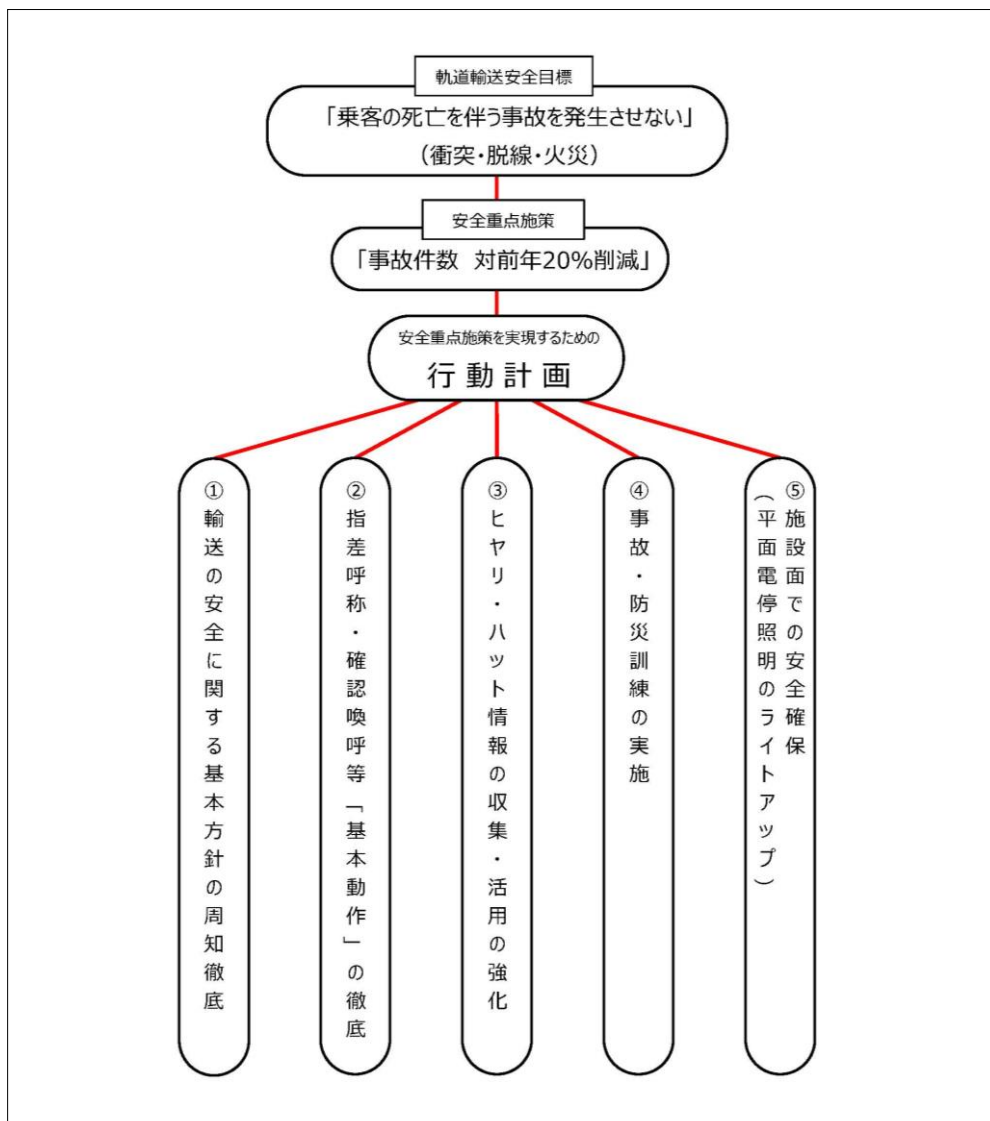 軌道輸送安全目標
「乗客の死亡を伴う事故を発生させない」
（衝突・脱線・火災）
安全重点施策
「事故件数 対前年20%削減」
安全重点施策を実現するための
行動計画
①輸送の安全に関する基本方針の周知徹底
②指差呼称・確認喚呼等「基本動作」の徹底
③ヒヤリ・ハット情報の収集・活用の強化
④事故・防災訓練の実施
⑤施設面での安全確保
（平面電停照明のライトアップ）